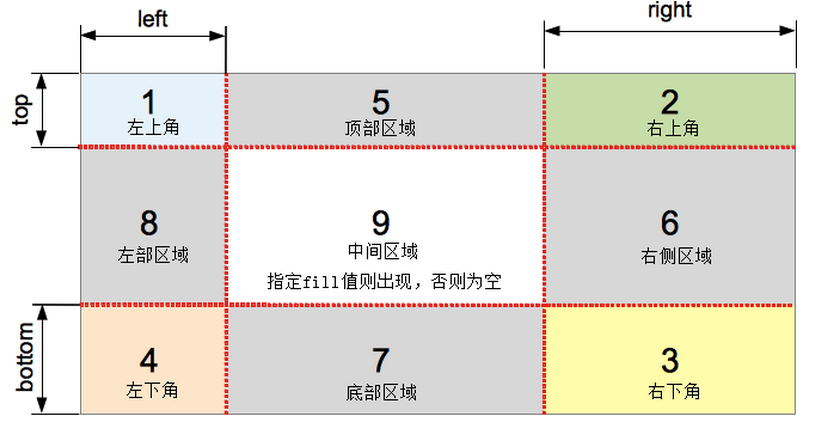 left
right
top
1
左上角
5
顶部区域
2
右上角
8
左部区域
9
中间区域
指定fill值则出现，否则为空
6
右侧区域
bottom
4
左下角
7
底部区域
3
右下角